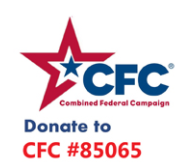 CFC
Combined Federal Campaign
Donate to
CFC #85065